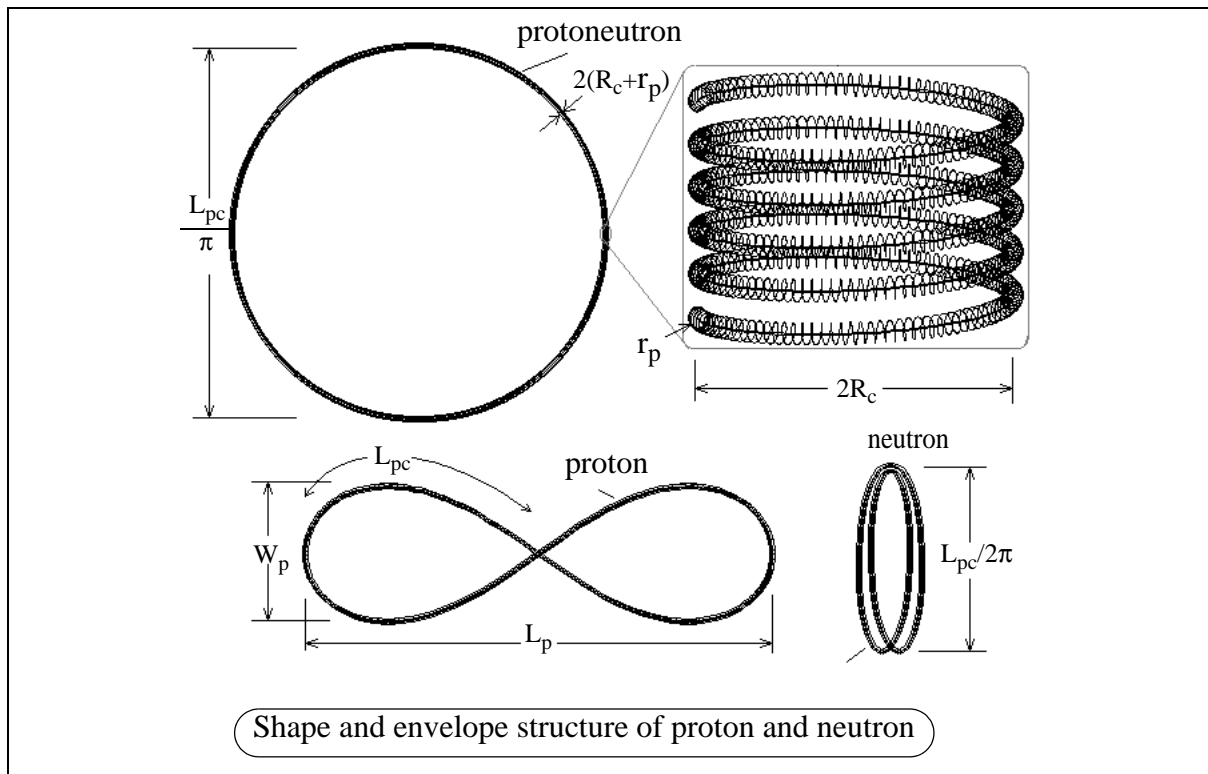 protoneutron
2(R_c+r_p)
L_pc
π
r_p
2R_c
neutron
L_pc
proton
W_p
L_pc/2π
L_p
Shape and envelope structure of proton and neutron